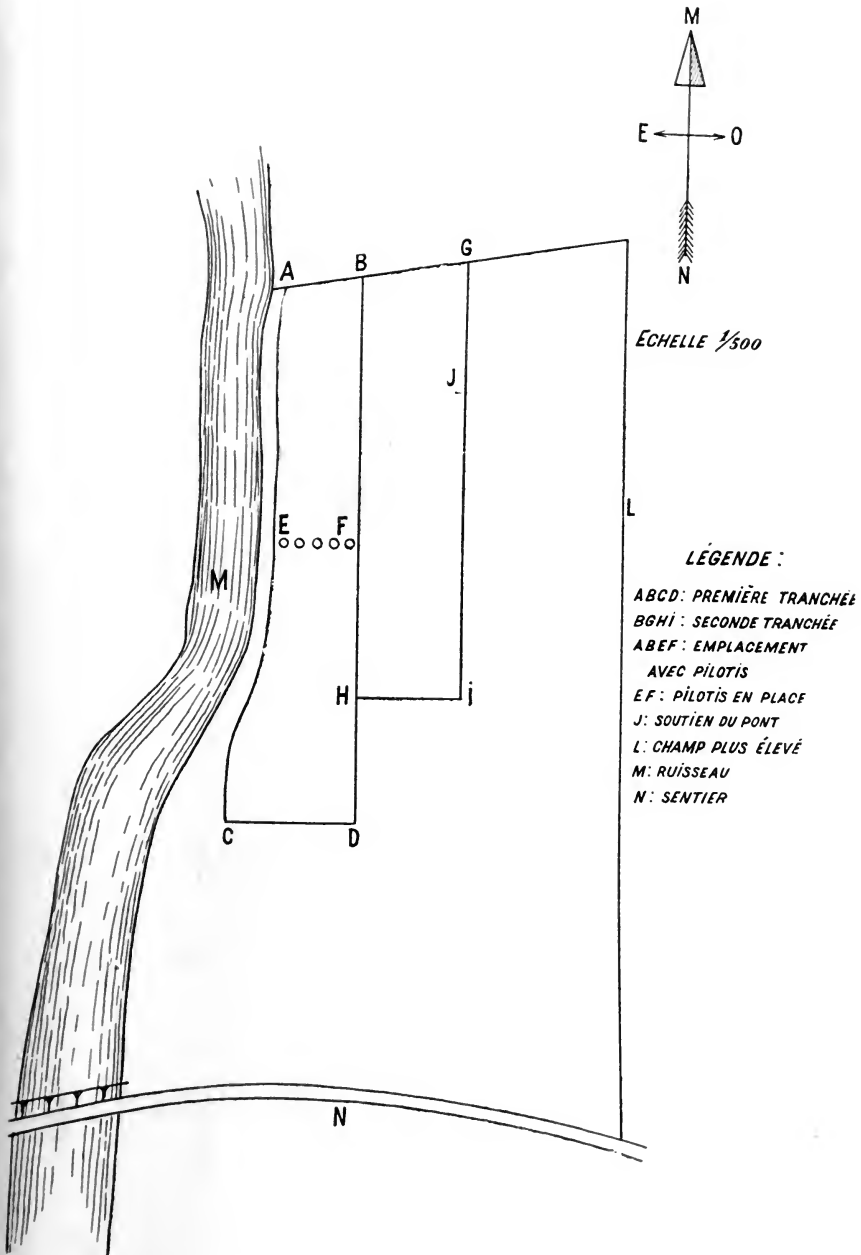 M
E O
N
A B G
ECHELLE 1/500
J
E F
L
M
LÉGENDE :
ABCD: PREMIÈRE TRANCHÉE
BGHi : SECONDE TRANCHÉE
ABEF : EMPLACEMENT
AVEC PILOTIS
EF : PILOTIS EN PLACE
J: SOUTIEN DU PONT
L: CHAMP PLUS ÉLEVÉ
M: RUISSEAU
N: SENTIER
H i
C D
N